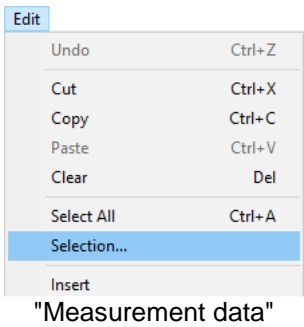 Edit
Undo Ctrl+Z
Cut Ctrl+X
Copy Ctrl+C
Paste Ctrl+V
Clear Del
Select All Ctrl+A
Selection...
Insert
"Measurement data"